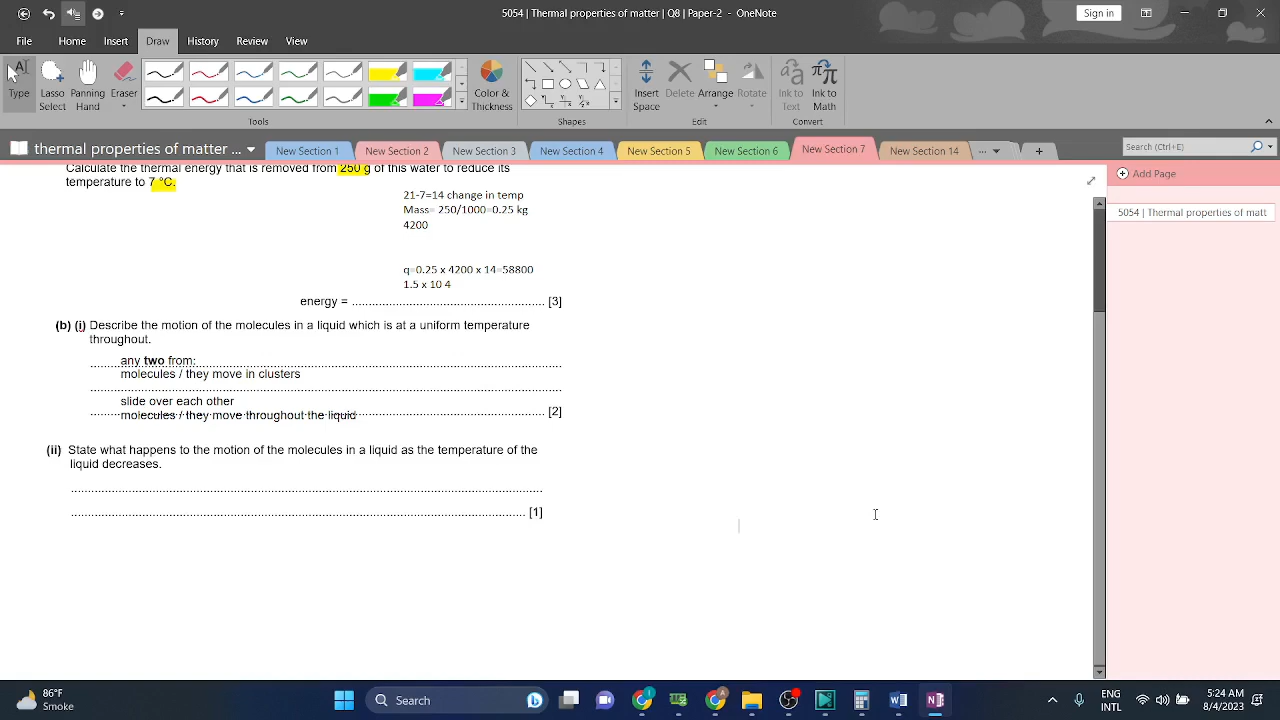 5054 | Thermal properties of matter | Q8 | Paper-2 - OneNote
Sign in
File
Home
Insert
Draw
History
Review
View
Type
Lasso Select
Panning Hand
Eraser
Color & Thickness
Insert Space
Delete
Arrange
Rotate
Ink to Text
Ink to Math
Tools
Shapes
Edit
Convert
thermal properties of matter ...
New Section 1
New Section 2
New Section 3
New Section 4
New Section 5
New Section 6
New Section 7
New Section 14
...
Search (Ctrl+E)
Add Page
5054 | Thermal properties of matt
Calculate the thermal energy that is removed from 250 g of this water to reduce its
temperature to 7 °C.
21-7=14 change in temp
Mass= 250/1000=0.25 kg
4200
q=0.25 x 4200 x 14=58800
1.5 x 10 4
energy = ......................................................... [3]
(b) (i) Describe the motion of the molecules in a liquid which is at a uniform temperature
throughout.
any two from:
molecules / they move in clusters
slide over each other
molecules / they move throughout the liquid [2]
(ii) State what happens to the motion of the molecules in a liquid as the temperature of the
liquid decreases.
[1]
86°F
Smoke
Search
ENG
INTL
5:24 AM
8/4/2023